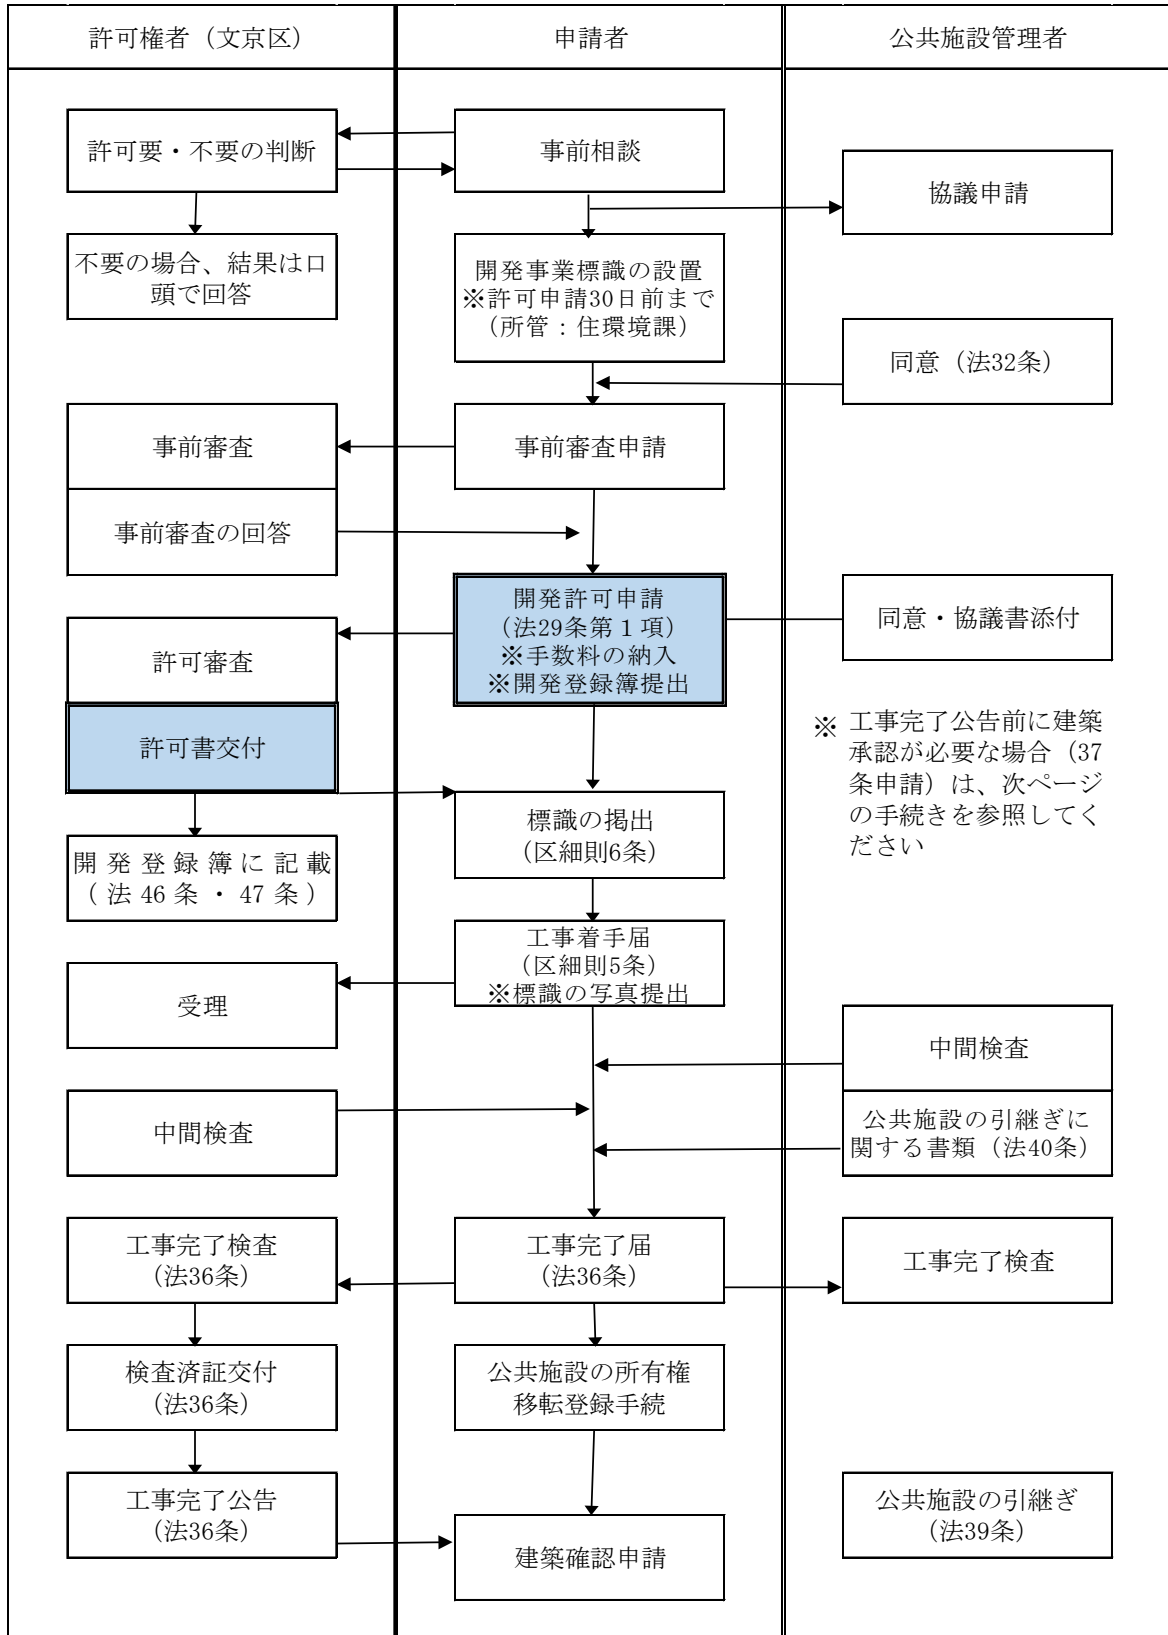 許可権者（文京区）
申請者
公共施設管理者
許可要・不要の判断
事前相談
協議申請
不要の場合、結果は口
頭で回答
開発事業標識の設置
※許可申請30日前まで
（所管：住環境課）
同意（法32条）
事前審査
事前審査申請
事前審査の回答
開発許可申請
（法29条第１項）
※手数料の納入
※開発登録簿提出
同意・協議書添付
許可審査
許可書交付
※ 工事完了公告前に建築
承認が必要な場合（37
条申請）は、次ページ
の手続きを参照してく
ださい
標識の掲出
（区細則6条）
開発登録簿に記載
（法46条・47条）
工事着手届
（区細則5条）
※標識の写真提出
受理
中間検査
中間検査
公共施設の引継ぎに
関する書類（法40条）
工事完了検査
（法36条）
工事完了届
（法36条）
工事完了検査
検査済証交付
（法36条）
公共施設の所有権
移転登録手続
工事完了公告
（法36条）
公共施設の引継ぎ
（法39条）
建築確認申請